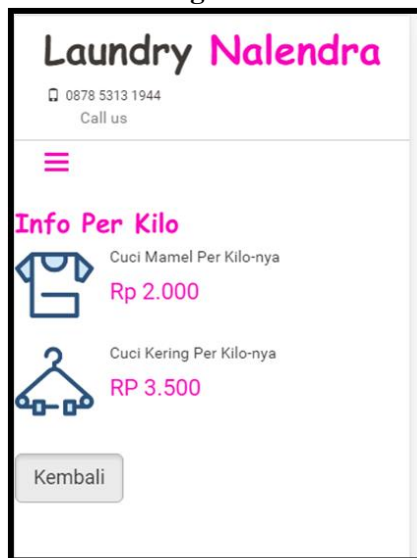 Laundry Nalendra
0878 5313 1944
Call us
Info Per Kilo
Cuci Mamel Per Kilo-nya
Rp 2.000
Cuci Kering Per Kilo-nya
RP 3.500
Kembali